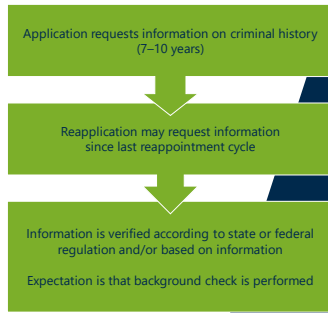 Application requests information on criminal history
(7–10 years)
Reapplication may request information
since last reappointment cycle
Information is verified according to state or federal
regulation and/or based on information
Expectation is that background check is performed